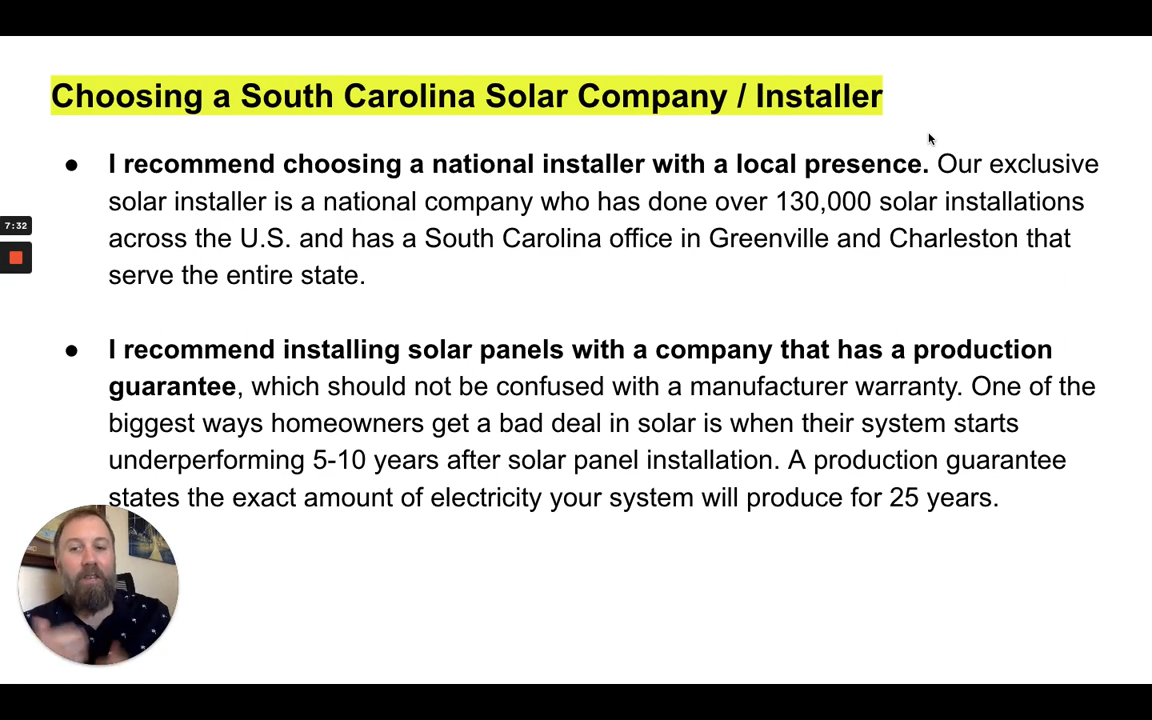 Choosing a South Carolina Solar Company / Installer
● I recommend choosing a national installer with a local presence. Our exclusive
solar installer is a national company who has done over 130,000 solar installations
across the U.S. and has a South Carolina office in Greenville and Charleston that
serve the entire state.
7:32
● I recommend installing solar panels with a company that has a production
guarantee, which should not be confused with a manufacturer warranty. One of the
biggest ways homeowners get a bad deal in solar is when their system starts
underperforming 5-10 years after solar panel installation. A production guarantee
states the exact amount of electricity your system will produce for 25 years.